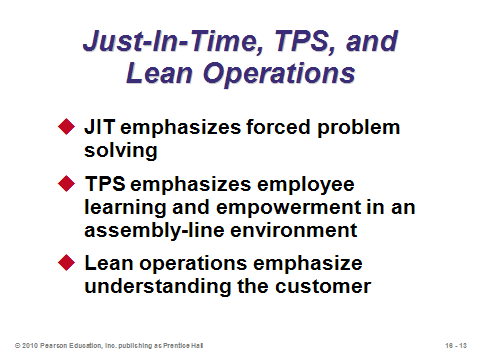 Just-In-Time, TPS, and
Lean Operations
JIT emphasizes forced problem
solving
TPS emphasizes employee
learning and empowerment in an
assembly-line environment
Lean operations emphasize
understanding the customer
© 2010 Pearson Education, Inc. publishing as Prentice Hall
16 - 13